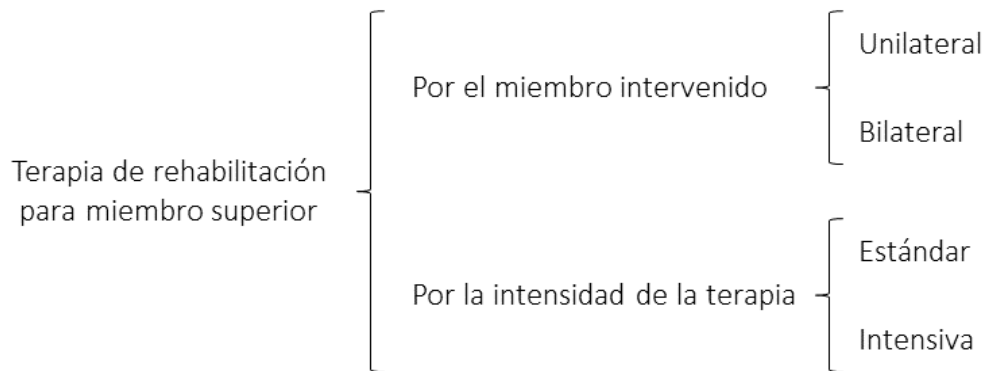 Terapia de rehabilitación
para miembro superior
Por el miembro intervenido
Unilateral
Bilateral
Por la intensidad de la terapia
Estándar
Intensiva